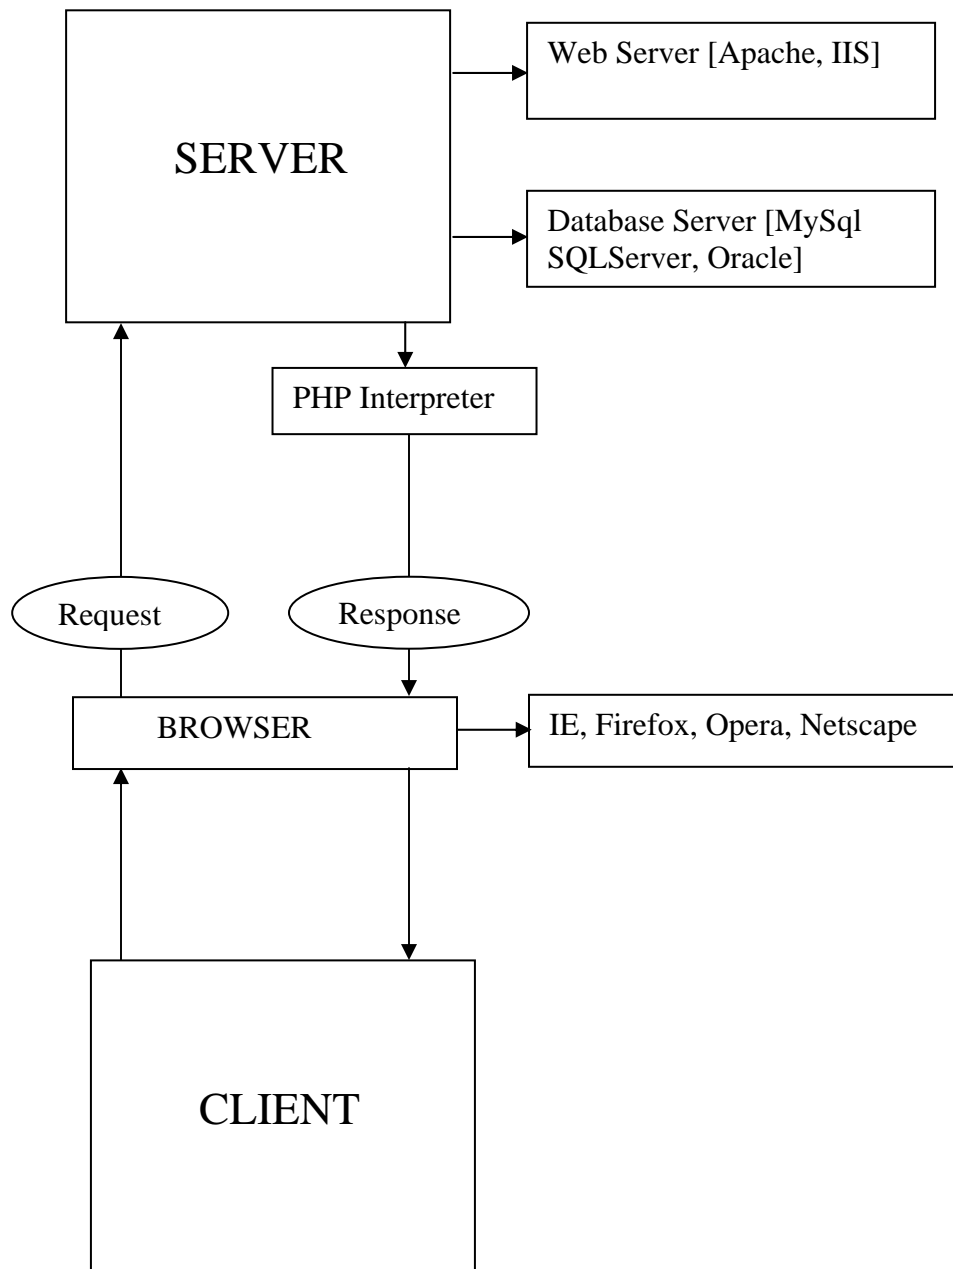 Web Server [Apache, IIS]
SERVER
Database Server [MySql
SQLServer, Oracle]
PHP Interpreter
Request
Response
BROWSER
IE, Firefox, Opera, Netscape
CLIENT